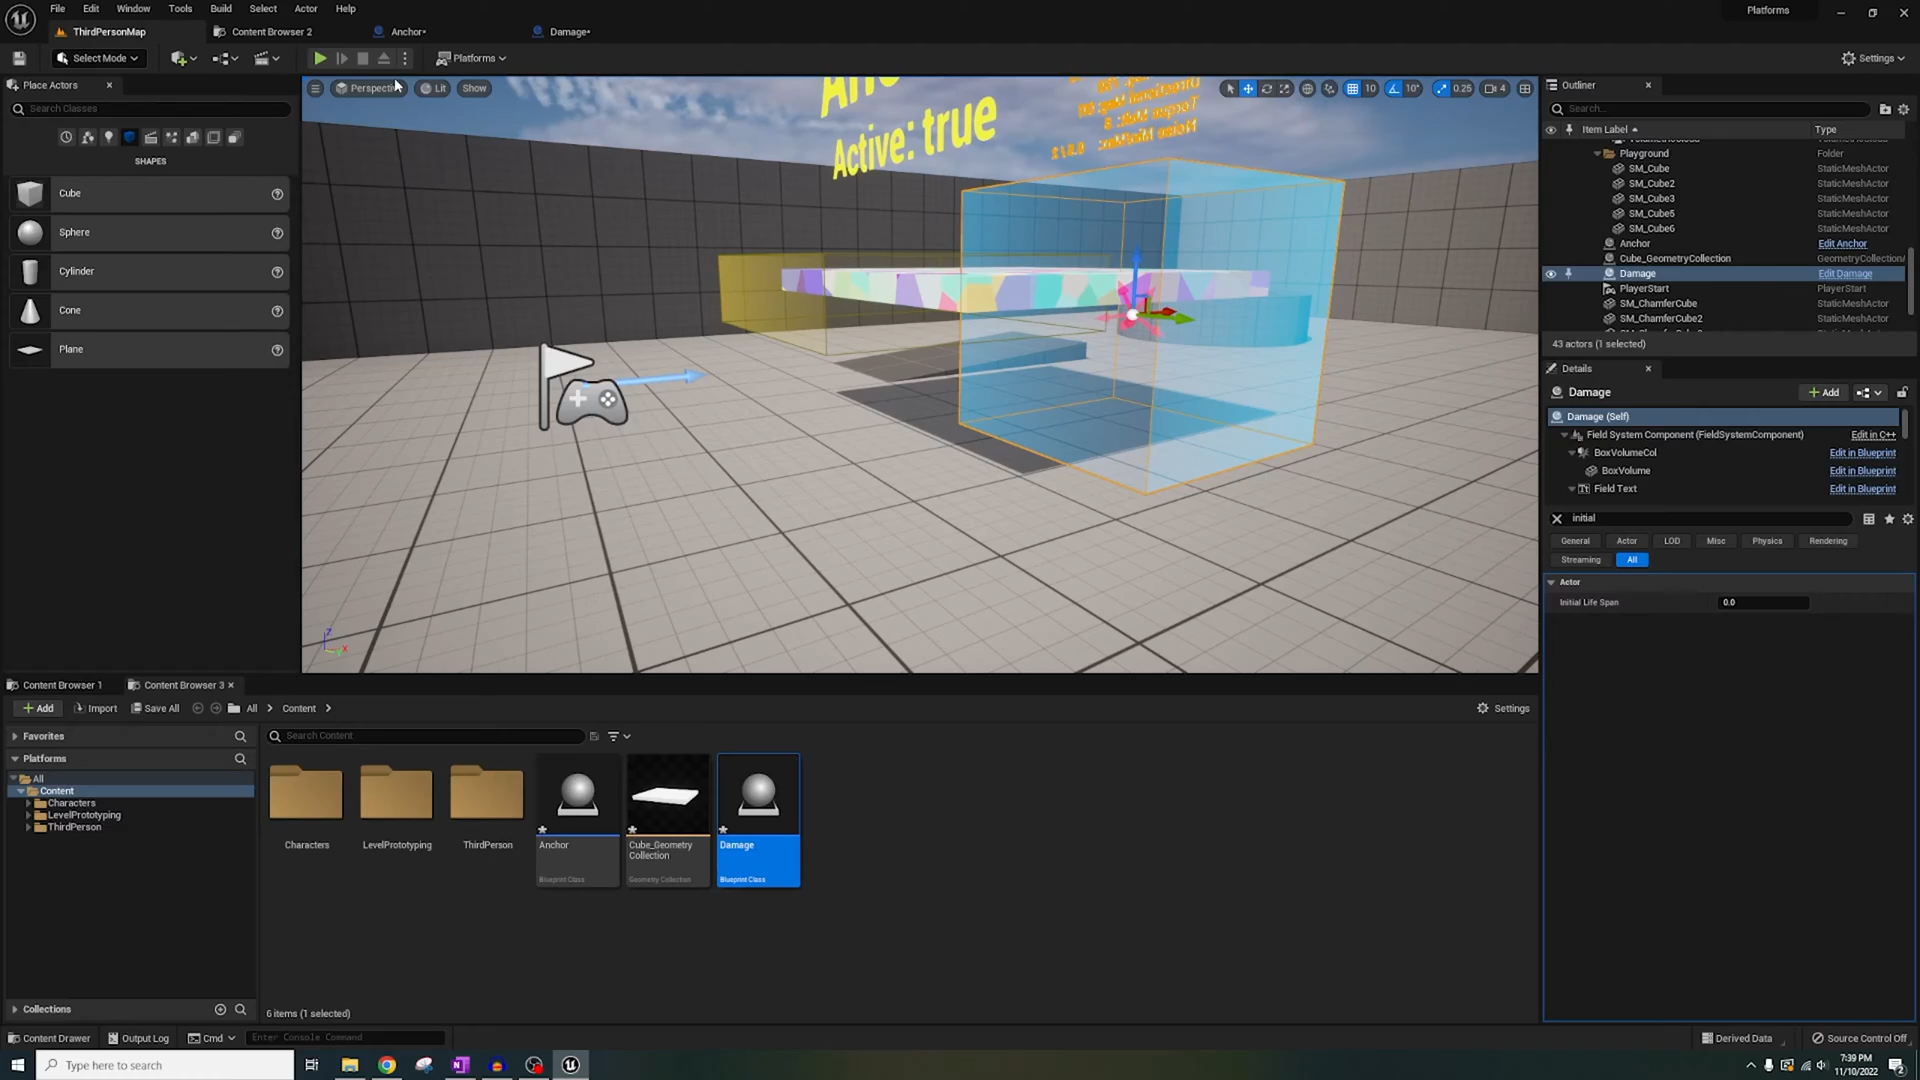 File Edit Window Tools Build Select Actor Help
Platforms
ThirdPersonMap Content Browser 2 Anchor• Damage•
Select Mode Platforms Settings
Place Actors
Search Classes
SHAPES
Cube
Sphere
Cylinder
Cone
Plane
Perspective Lit Show
10 10° 0.25 4
Active: true
Z
X
Outliner
Search...
Item Label Type
Playground Folder
SM_Cube StaticMeshActor
SM_Cube2 StaticMeshActor
SM_Cube3 StaticMeshActor
SM_Cube5 StaticMeshActor
SM_Cube6 StaticMeshActor
Anchor Edit Anchor
Cube_GeometryCollection GeometryCollection
Damage Edit Damage
PlayerStart PlayerStart
SM_ChamferCube StaticMeshActor
SM_ChamferCube2 StaticMeshActor
43 actors (1 selected)
Details
Damage Add
Damage (Self)
Field System Component (FieldSystemComponent) Edit in C++
BoxVolumeCol Edit in Blueprint
BoxVolume Edit in Blueprint
Field Text Edit in Blueprint
initial
General Actor LOD Misc Physics Rendering
Streaming All
Actor
Initial Life Span 0.0
Content Browser 1 Content Browser 3
Add Import Save All All Content Settings
Favorites
Search Content
Platforms
All
Content
Characters
LevelPrototyping
ThirdPerson
Characters LevelPrototyping ThirdPerson
Anchor
Blueprint Class
Cube_Geometry
Collection
Geometry Collection
Damage
Blueprint Class
Collections
6 items (1 selected)
Content Drawer Output Log Cmd Enter Console Command Derived Data Source Control Off
Type here to search
7:39 PM
11/10/2022
2